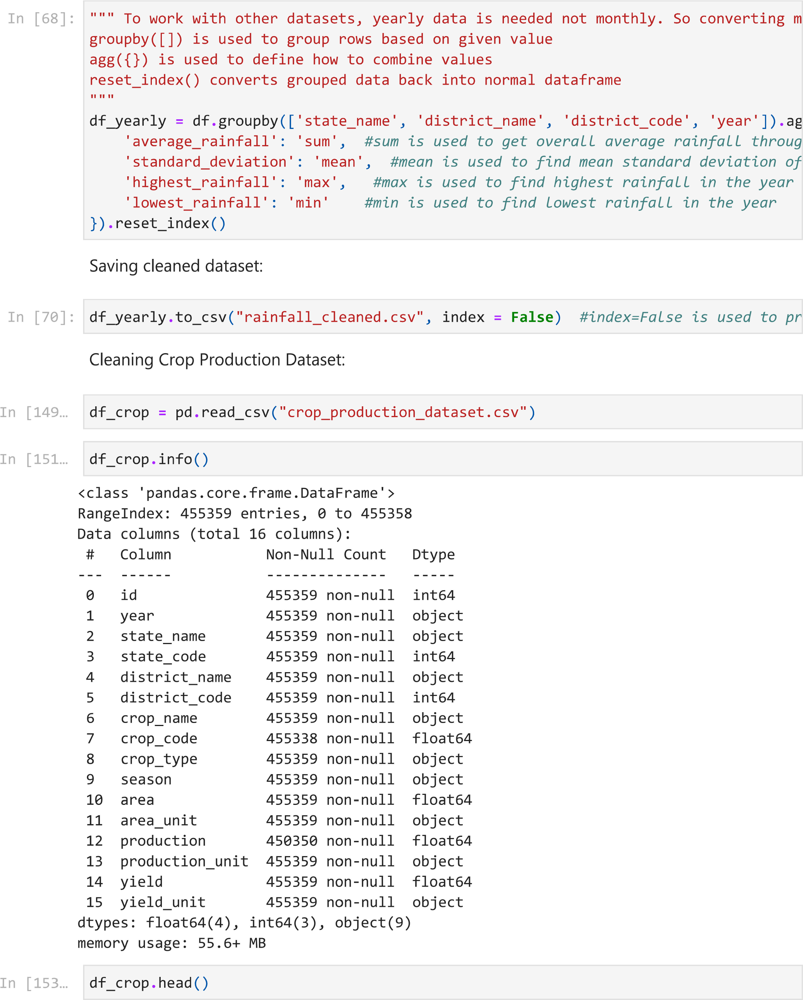 In [68]: """ To work with other datasets, yearly data is needed not monthly. So converting m
groupby([]) is used to group rows based on given value
agg({}) is used to define how to combine values
reset_index() converts grouped data back into normal dataframe
"""
df_yearly = df.groupby(['state_name', 'district_name', 'district_code', 'year']).ag
    'average_rainfall': 'sum',  #sum is used to get overall average rainfall throug
    'standard_deviation': 'mean',  #mean is used to find mean standard deviation of
    'highest_rainfall': 'max',   #max is used to find highest rainfall in the year
    'lowest_rainfall': 'min'    #min is used to find lowest rainfall in the year
}).reset_index()
Saving cleaned dataset:
In [70]: df_yearly.to_csv("rainfall_cleaned.csv", index = False)  #index=False is used to pr
Cleaning Crop Production Dataset:
In [149… df_crop = pd.read_csv("crop_production_dataset.csv")
In [151… df_crop.info()
<class 'pandas.core.frame.DataFrame'>
RangeIndex: 455359 entries, 0 to 455358
Data columns (total 16 columns):
 #   Column           Non-Null Count   Dtype
---  ------           --------------   -----
 0   id               455359 non-null  int64
 1   year             455359 non-null  object
 2   state_name       455359 non-null  object
 3   state_code       455359 non-null  int64
 4   district_name    455359 non-null  object
 5   district_code    455359 non-null  int64
 6   crop_name        455359 non-null  object
 7   crop_code        455338 non-null  float64
 8   crop_type        455359 non-null  object
 9   season           455359 non-null  object
 10  area             455359 non-null  float64
 11  area_unit        455359 non-null  object
 12  production       450350 non-null  float64
 13  production_unit  455359 non-null  object
 14  yield            455359 non-null  float64
 15  yield_unit       455359 non-null  object
dtypes: float64(4), int64(3), object(9)
memory usage: 55.6+ MB
In [153… df_crop.head()